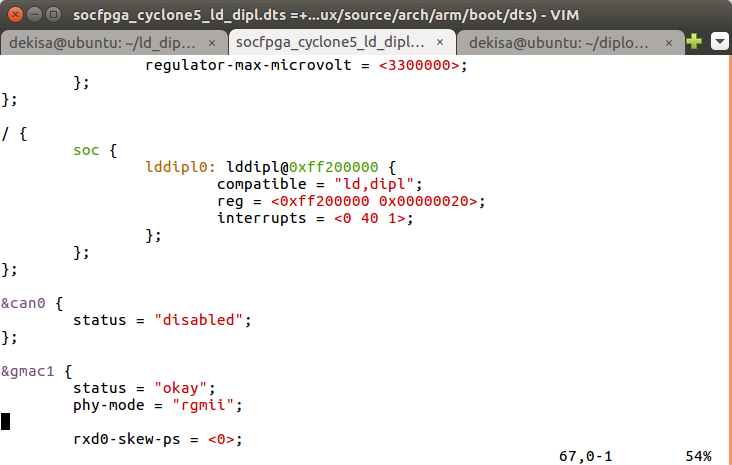 socfpga_cyclone5_ld_dipl.dts =+...ux/source/arch/arm/boot/dts) - VIM
dekisa@ubuntu: ~/ld_dip... × socfpga_cyclone5_ld_dipl... × dekisa@ubuntu: ~/diplo... ×
regulator-max-microvolt = <3300000>;
};
};
/ {
soc {
lddipl0: lddipl@0xff200000 {
compatible = "ld,dipl";
reg = <0xff200000 0x00000020>;
interrupts = <0 40 1>;
};
};
};
&can0 {
status = "disabled";
};
&gmac1 {
status = "okay";
phy-mode = "rgmii";
rxd0-skew-ps = <0>;
67,0-1 54%